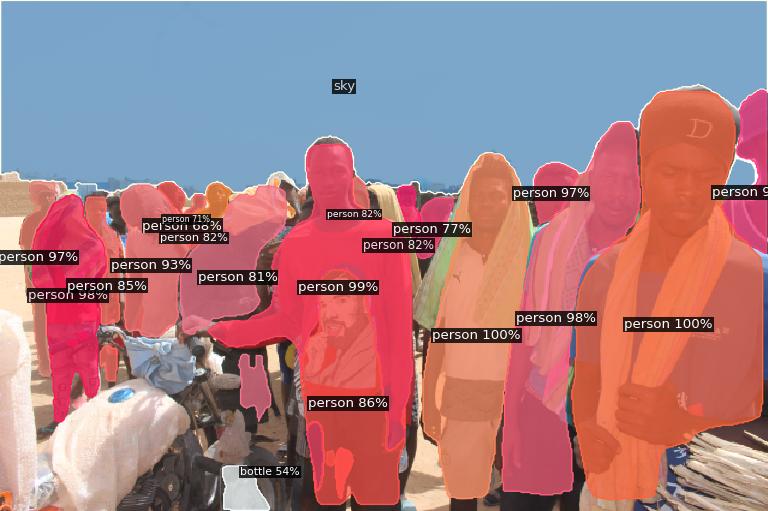 sky
person 71%
person 68%
person 82%
person 82%
person 97%
person 9
person 77%
person 82%
person 97%
person 93%
person 81%
person 85%
person 98%
person 99%
person 98%
person 100%
person 100%
person 86%
bottle 54%
D